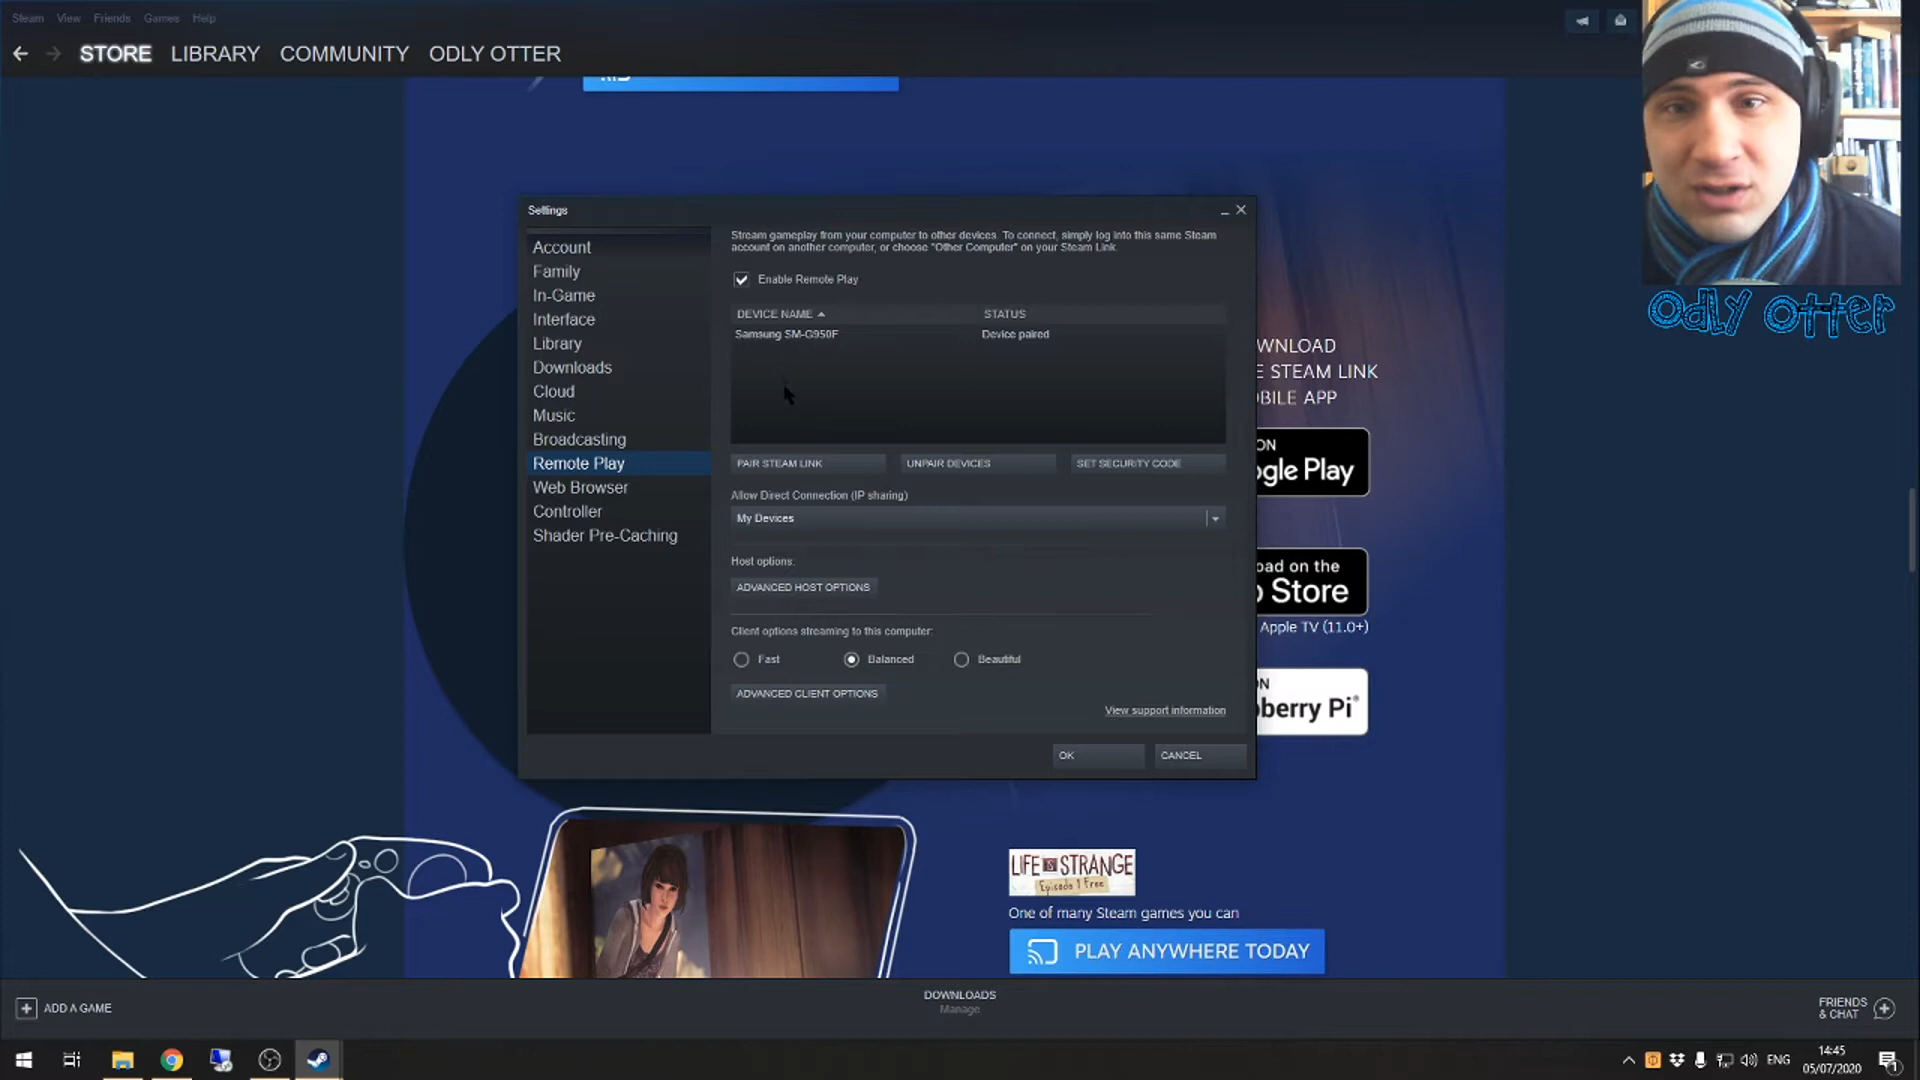 Steam View Friends Games Help
STORE LIBRARY COMMUNITY ODLY OTTER
Settings
Account
Family
In-Game
Interface
Library
Downloads
Cloud
Music
Broadcasting
Remote Play
Web Browser
Controller
Shader Pre-Caching
Stream gameplay from your computer to other devices. To connect, simply log into this same Steam
account on another computer, or choose "Other Computer" on your Steam Link.
Enable Remote Play
DEVICE NAME STATUS
Samsung SM-G950F Device paired
PAIR STEAM LINK UNPAIR DEVICES SET SECURITY CODE
Allow Direct Connection (IP sharing)
My Devices
Host options:
ADVANCED HOST OPTIONS
Client options streaming to this computer:
Fast Balanced Beautiful
ADVANCED CLIENT OPTIONS
View support information
OK CANCEL
Odly Otter
WNLOAD
E STEAM LINK
OBILE APP
ON
gle Play
oad on the
Store
Apple TV (11.0+)
ON
berry Pi
LIFE IS STRANGE
Episode 1 Free
One of many Steam games you can
PLAY ANYWHERE TODAY
ADD A GAME
DOWNLOADS
Manage
FRIENDS
& CHAT
ENG
14:45
05/07/2020